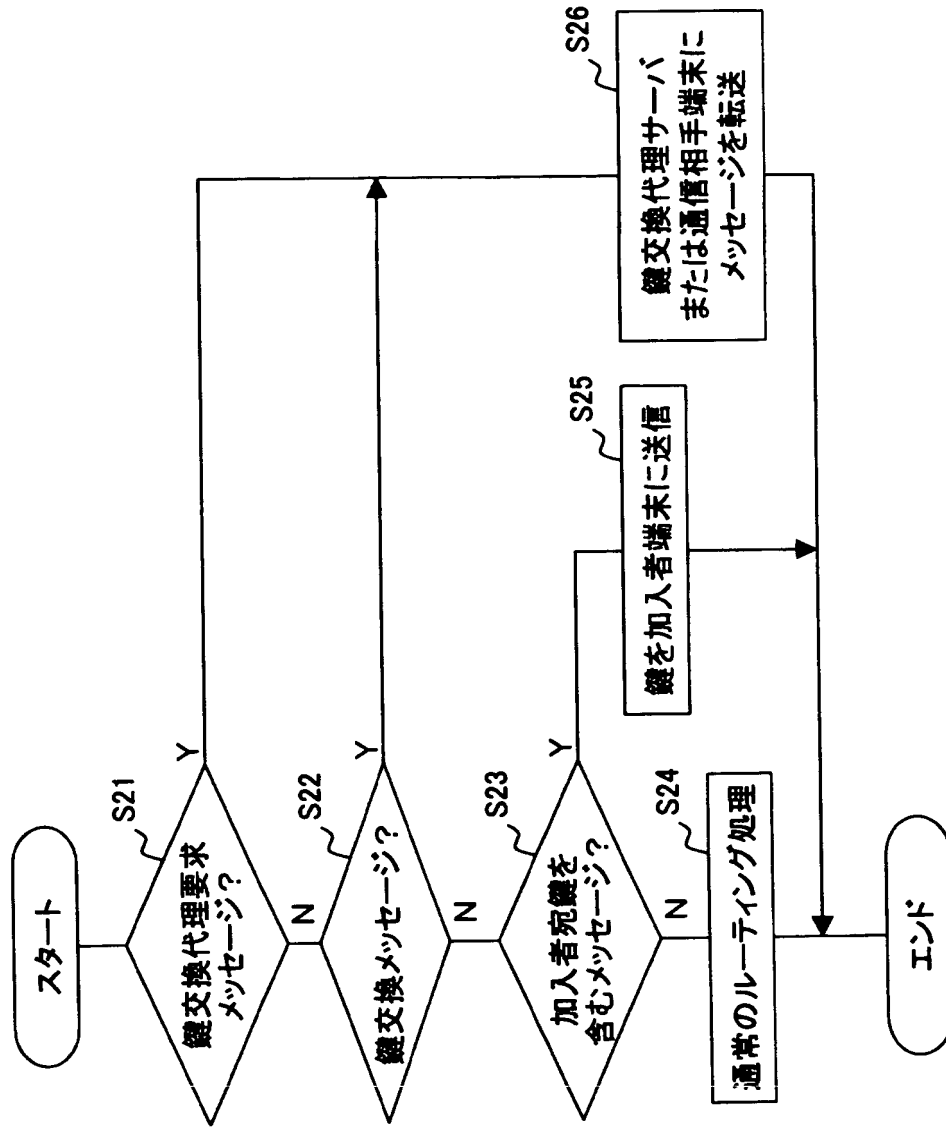 スタート
S21
鍵交換代理要求
メッセージ?
Y
N
S22
鍵交換メッセージ?
Y
N
S23
加入者宛鍵を
含むメッセージ?
Y
N
S24
通常のルーティング処理
S25
鍵を加入者端末に送信
S26
鍵交換代理サーバ
または通信相手端末に
メッセージを転送
エンド